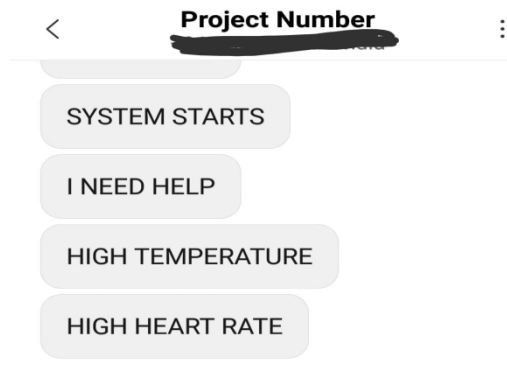 Project Number
SYSTEM STARTS
I NEED HELP
HIGH TEMPERATURE
HIGH HEART RATE